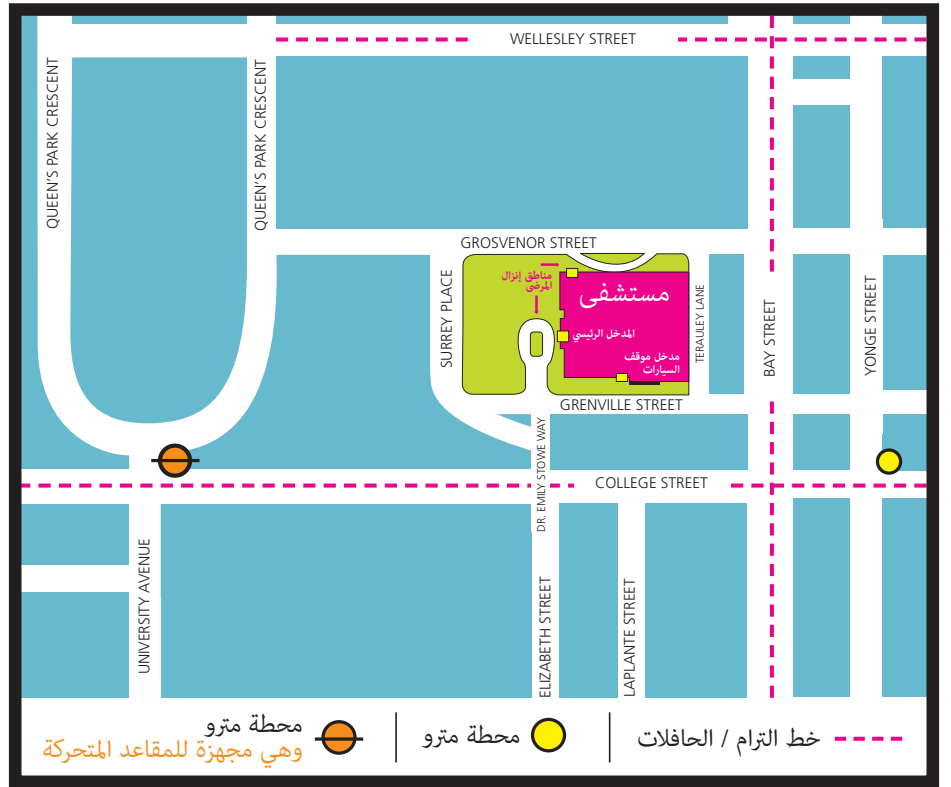 WELLESLEY STREET
QUEEN'S PARK CRESCENT
QUEEN'S PARK CRESCENT
GROSVENOR STREET
SURREY PLACE
مناطق إنزال
المرضى
مستشفى
المدخل الرئيسي
مدخل موقف
السيارات
TERAULEY LANE
BAY STREET
YONGE STREET
GRENVILLE STREET
DR. EMILY STOWE WAY
COLLEGE STREET
UNIVERSITY AVENUE
ELIZABETH STREET
LAPLANTE STREET
خط الترام / الحافلات
محطة مترو
محطة مترو
وهي مجهزة للمقاعد المتحركة